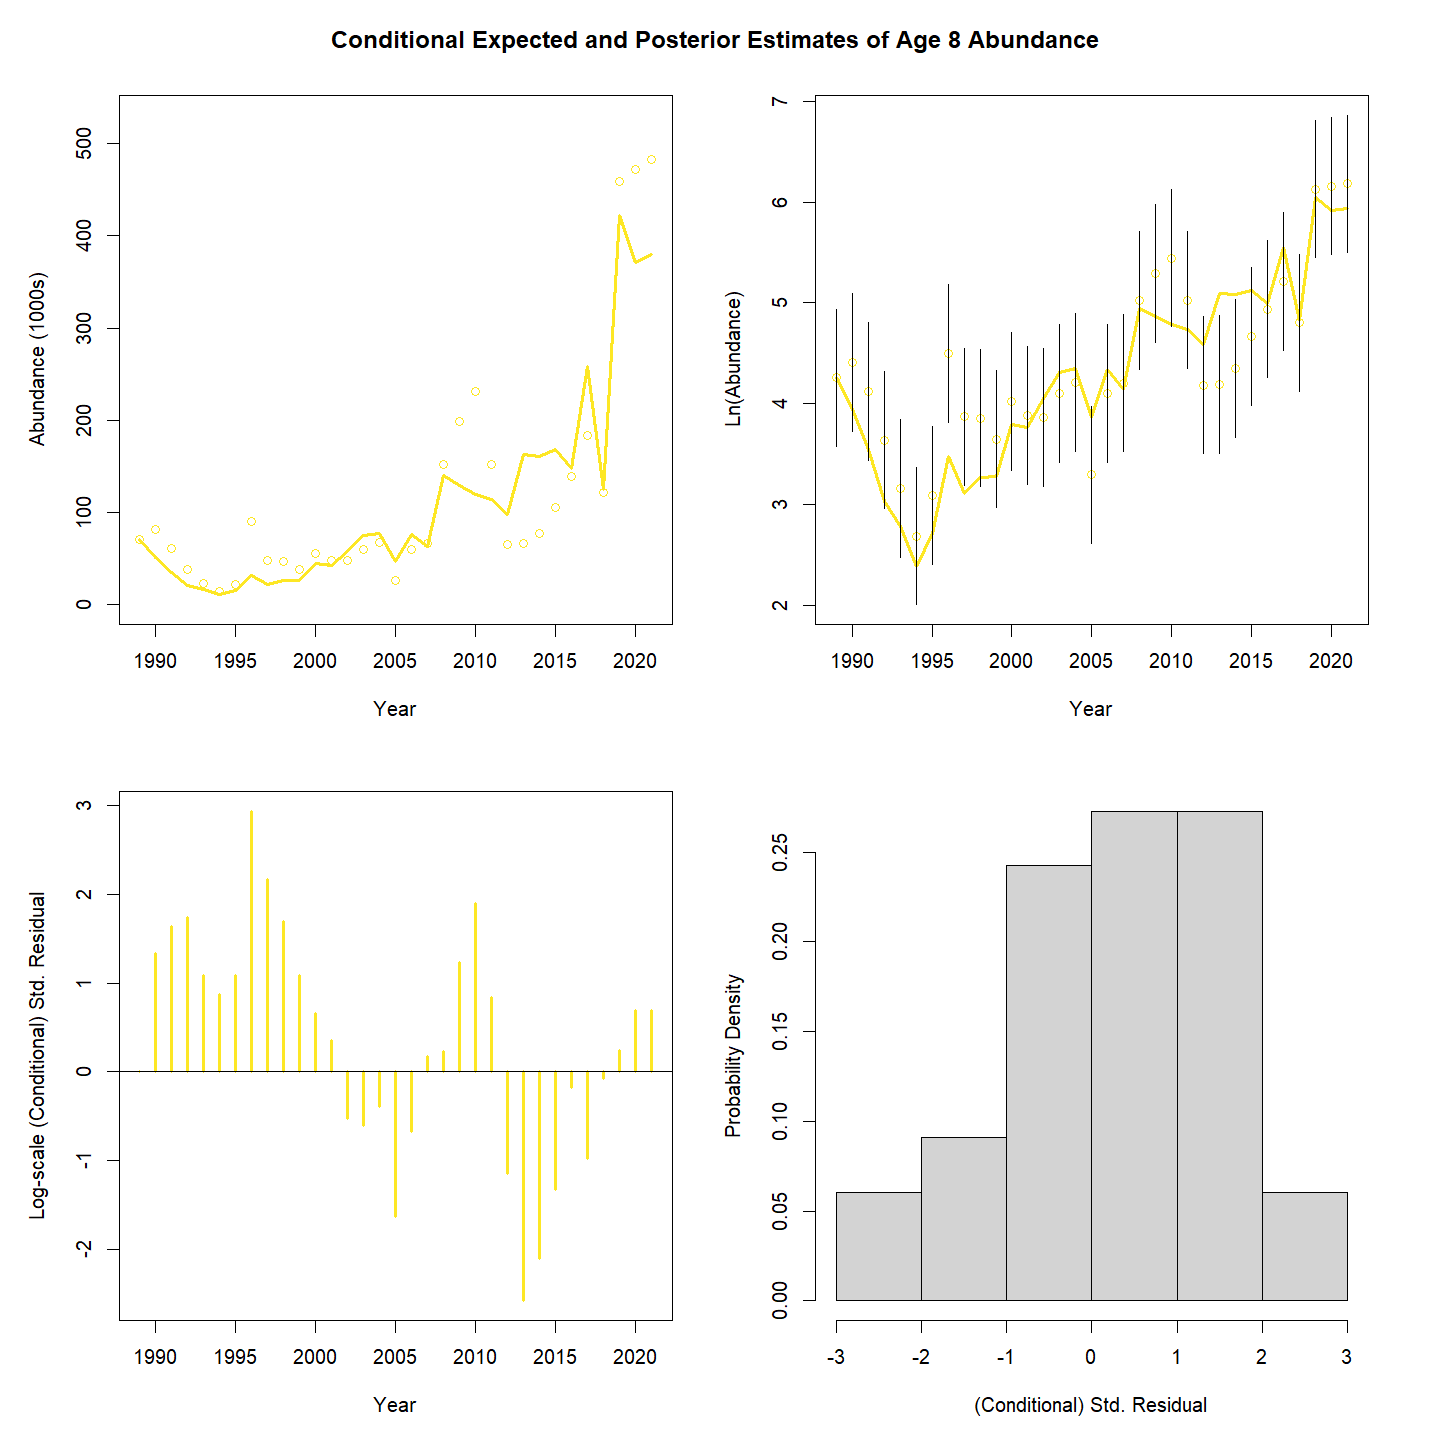 Conditional Expected and Posterior Estimates of Age 8 Abundance
Abundance (1000s)
500
400
300
200
100
0
1990 1995 2000 2005 2010 2015 2020
Year
Ln(Abundance)
7
6
5
4
3
2
1990 1995 2000 2005 2010 2015 2020
Year
Log-scale (Conditional) Std. Residual
3
2
1
0
-1
-2
1990 1995 2000 2005 2010 2015 2020
Year
Probability Density
0.25
0.20
0.15
0.10
0.05
0.00
-3 -2 -1 0 1 2 3
(Conditional) Std. Residual